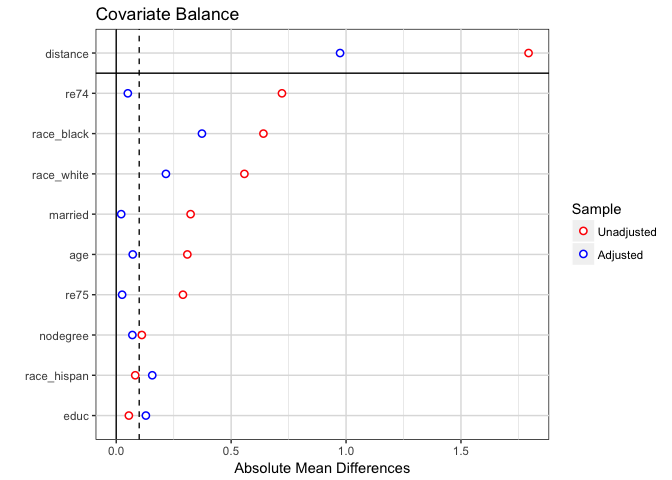 Covariate Balance
distance
re74
race_black
race_white
married
age
re75
nodegree
race_hispan
educ
0.0 0.5 1.0 1.5
Absolute Mean Differences
Sample
Unadjusted
Adjusted